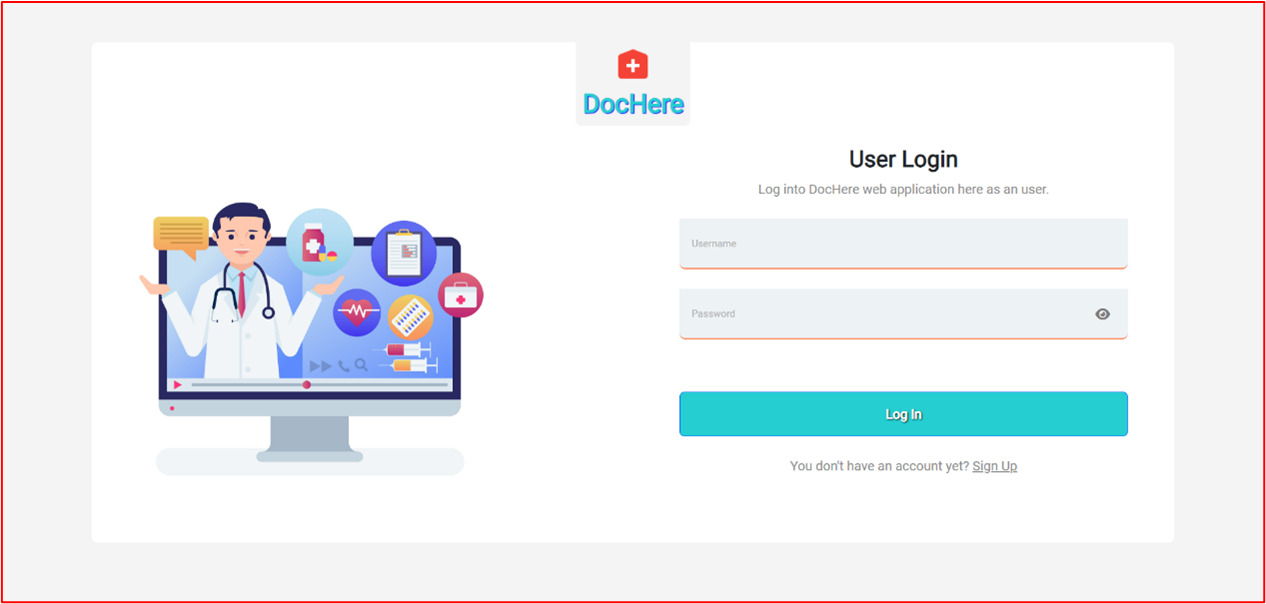 DocHere
User Login
Log into DocHere web application here as an user.
Username
Password
Log In
You don't have an account yet? Sign Up